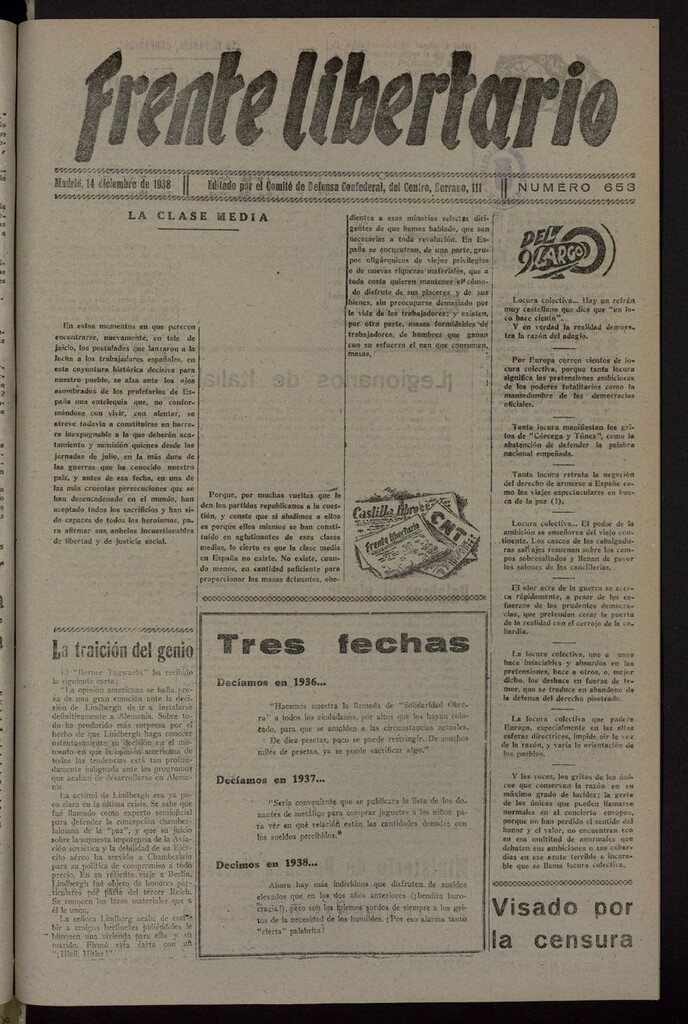 frente libertario
Madrid, 14 diciembre de 1938 || Editado por el Comité de Defensa Confederal, del Centro, Serrano, 111 || NUMERO 653
LA CLASE MEDIA
En estos momentos en que parecen
encontrarse, nuevamente, en tela de
juicio, los postulados que lanzaron a la
lucha a los trabajadores españoles, en
esta coyuntura histórica decisiva para
nuestro pueblo, se alza ante los ojos
asombrados de los proletarios de Es-
paña una entelequia que, no confor-
mándose con vivir, con alentar, se
atreve todavía a constituirse en barre-
ra inexpugnable a la que deberán aca-
tamiento y sumisión quienes desde las
jornadas de julio, en la más dura de
las guerras que ha conocido nuestro
país, y antes de esa fecha, en una de
las más cruentas persecuciones que se
han desencadenado en el mundo, han
aceptado todos los sacrificios y han si-
do capaces de todos los heroísmos, pa-
ra afirmar sus anhelos incuestionables
de libertad y de justicia social.
Porque, por muchas vueltas que le
den los partidos republicanos a la cues-
tión, y conste que si aludimos a ellos
es porque ellos mismos se han consti-
tuído en aglutinantes de esas clases
medias, lo cierto es que la clase media
en España no existe. No existe, cuan-
do menos, en cantidad suficiente para
proporcionar las masas actuantes, obe-
dientes a esas minorías selectas diri-
gentes de que hemos hablado, que son
necesarias a toda revolución. En Es-
paña se encuentran, de una parte, gru-
pos oligárquicos de viejos privilegios
o de nuevas riquezas materiales, que a
toda costa quieren mantener el cómo-
do disfrute de sus placeres y de sus
bienes, sin preocuparse demasiado por
la vida de los trabajadores; y existen,
por otra parte, masas formidables de
trabajadores, de hombres que ganan
con su esfuerzo el pan que consumen,
masas,
Castilla libre
frente libertario
CNT
La traición del genio
El "Berner Tagwacht" ha recibido
la siguiente carta:
"La opinión americana se halla pre-
sa de una gran emoción ante la deci-
sión de Lindbergh de ir a instalarse
definitivamente a Alemania. Sobre to-
do ha producido más sorpresa por el
hecho de que Lindbergh haga conocer
ostentosamente su decisión en el mo-
mento en que la opinión americana de
todas las tendencias está tan profun-
damente indignada ante los progroms
que acaban de desarrollarse en Alema-
nia.
La actitud de Lindbergh era ya po-
co clara en la última crisis. Se sabe que
fué llamado como experto semioficial
para defender la concepción chamber-
lainiana de la "paz", y que su juicio
sobre la supuesta impotencia de la Avia-
ción soviética y la debilidad de su Ejér-
cito aéreo ha servido a Chamberlain
para su política de compromiso a todo
precio. En su reciente viaje a Berlín,
Lindbergh fué objeto de honores par-
ticulares por parte del tercer Reich.
Se conocen los lazos materiales que a
él le unen.
La señora Lindberg acaba de escri-
bir a amigos berlineses pidiéndoles le
busquen una vivienda para ella y su
marido. Firmó esta carta con un
"¡Heil, Hitler!"
Tres fechas
Decíamos en 1936...
"Hacemos nuestra la llamada de "Solidaridad Obre-
ra" a todos los ciudadanos, por altos que los hayan colo-
cado, para que se amolden a las circunstancias actuales.
De diez pesetas, poco se puede restringir. De muchos
miles de pesetas, ya se puede sacrificar algo."
Decíamos en 1937...
"Sería conveniente que se publicara la lista de los do-
nantes de metálico para comprar juguetes a los niños, pa-
ra ver en qué relación están las cantidades donadas con
los sueldos percibidos."
Decimos en 1938...
Ahora hay más individuos que disfrutan de sueldos
elevados que en los dos años anteriores (¡bendita buro-
cracia!), pero son los mismos sordos de siempre a los gri-
tos de la necesidad de los humildes. ¡Por eso alarma tanto
"cierta" palabrita!
DEL 9 LARGO
Locura colectiva... Hay un refrán
muy castellano que dice que "un lo-
co hace ciento".
Y en verdad la realidad demues-
tra la razón del adagio.
Por Europa corren vientos de lo-
cura colectiva, porque tanta locura
significa las pretensiones ambiciosas
de los poderes totalitarios como la
mansedumbre de las democracias
oficiales.
Tanta locura manifiestan los gri-
tos de "Córcega y Túnez", como la
abstención de defender la palabra
nacional empeñada.
Tanta locura retrata la negación
del derecho de armarse a España co-
mo los viajes espectaculares en bus-
ca de la paz (1).
Locura colectiva... El potro de la
ambición se enseñorea del viejo con-
tinente. Los cascos de las cabalgadu-
ras salvajes resuenan sobre los cam-
pos sobresaltados y llenan de pavor
los salones de las cancillerías.
El olor acre de la guerra se acer-
ca rápidamente, a pesar de los es-
fuerzos de los prudentes democra-
cias, que pretenden cerar la puerta
de la realidad con el cerrojo de la co-
bardía.
La locura colectiva, que a unos
hace insaciables y absurdos en las
pretensiones, hace a otros, o, mejor
dicho, los deshace en fuerza de te-
mor, que se traduce en abandono de
la defensa del derecho pisoteado.
La locura colectiva que padece
Europa, especialmente en las altas
esferas directivas, impide oír la voz
de la razón, y varía la orientación de
los pueblos.
Y las voces, los gritos de los úni-
cos que conservan la razón en su
máximo grado de lucidez; la gente
de los únicos que pueden llamarse
normales en el concierto europeo,
porque no han perdido el sentido del
honor y el valor, no encuentran eco
en esa multitud de anormales que
debaten sus ambiciones o sus cobar-
días en ese azote terrible e incura-
ble que se llama locura colectiva.
Visado por
la censura